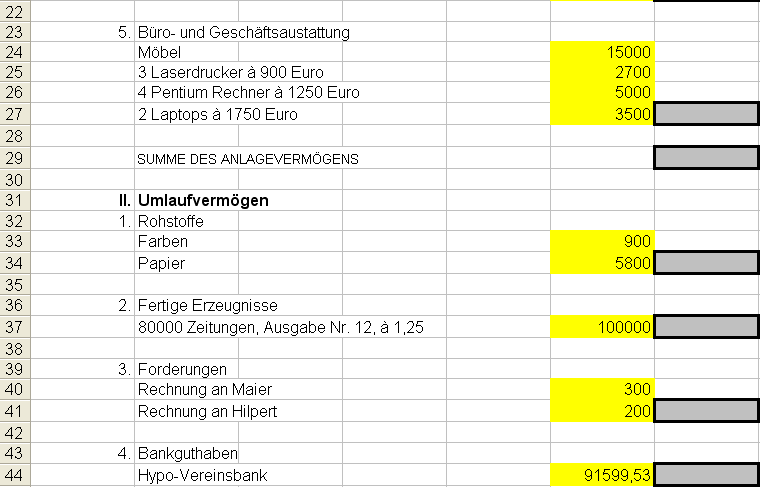 22
23 5. Büro- und Geschäftsaustattung
24 Möbel 15000
25 3 Laserdrucker à 900 Euro 2700
26 4 Pentium Rechner à 1250 Euro 5000
27 2 Laptops à 1750 Euro 3500
28
29 SUMME DES ANLAGEVERMÖGENS
30
31 II. Umlaufvermögen
32 1. Rohstoffe
33 Farben 900
34 Papier 5800
35
36 2. Fertige Erzeugnisse
37 80000 Zeitungen, Ausgabe Nr. 12, à 1,25 100000
38
39 3. Forderungen
40 Rechnung an Maier 300
41 Rechnung an Hilpert 200
42
43 4. Bankguthaben
44 Hypo-Vereinsbank 91599,53